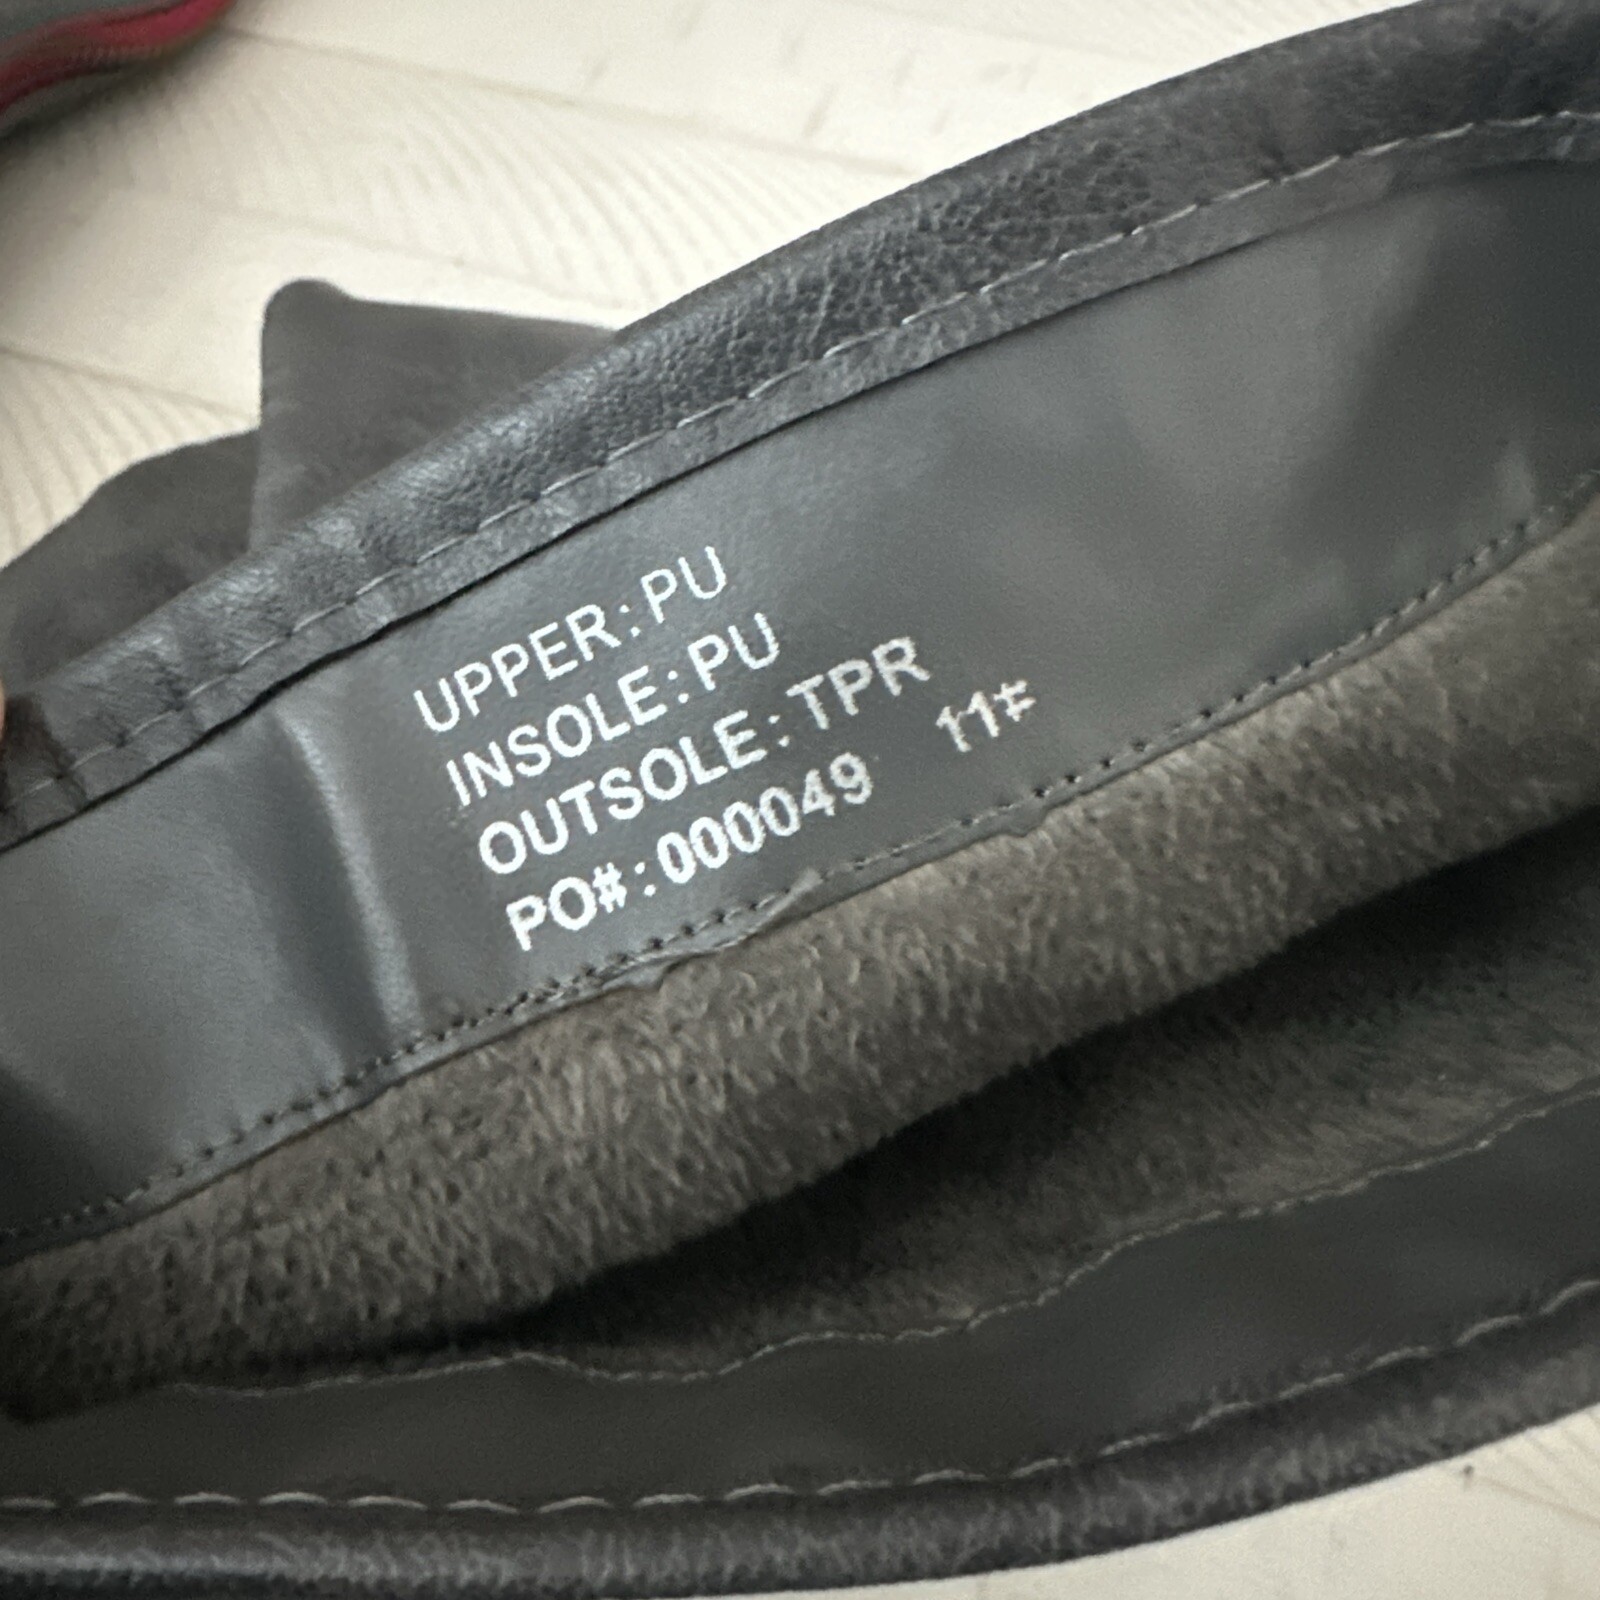 UPPER:PU
INSOLE:PU
OUTSOLE:TPR
PO#:000049 11#